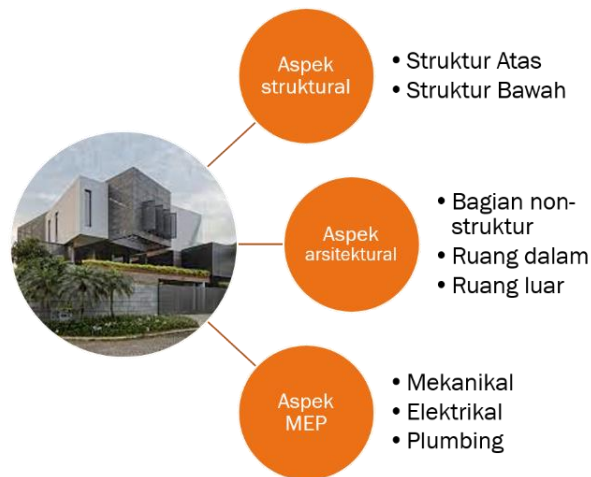 Aspek
struktural
• Struktur Atas
• Struktur Bawah
Aspek
arsitektural
• Bagian non-
struktur
• Ruang dalam
• Ruang luar
Aspek
MEP
• Mekanikal
• Elektrikal
• Plumbing